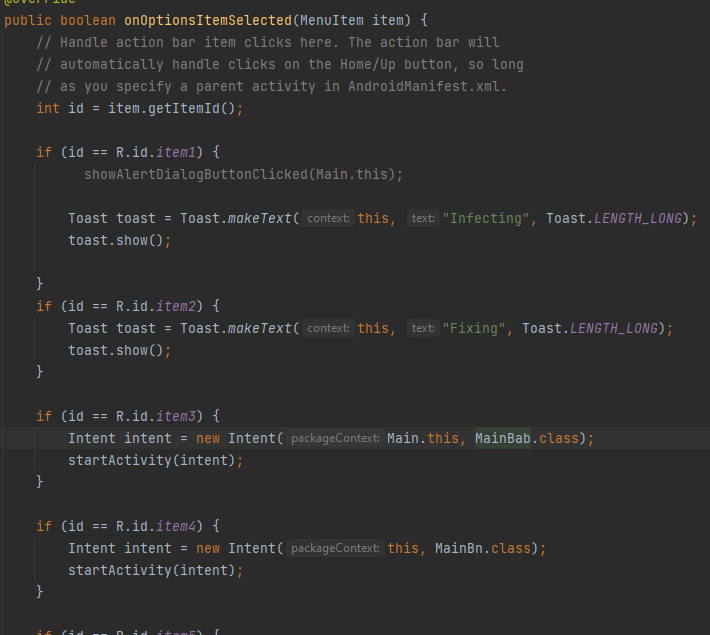 @Override
public boolean onOptionsItemSelected(MenuItem item) {
// Handle action bar item clicks here. The action bar will
// automatically handle clicks on the Home/Up button, so long
// as you specify a parent activity in AndroidManifest.xml.
int id = item.getItemId();
if (id == R.id.item1) {
showAlertDialogButtonClicked(Main.this);
Toast toast = Toast.makeText( context: this, text: "Infecting", Toast.LENGTH_LONG);
toast.show();
}
if (id == R.id.item2) {
Toast toast = Toast.makeText( context: this, text: "Fixing", Toast.LENGTH_LONG);
toast.show();
}
if (id == R.id.item3) {
Intent intent = new Intent( packageContext: Main.this, MainBab.class);
startActivity(intent);
}
if (id == R.id.item4) {
Intent intent = new Intent( packageContext: this, MainBn.class);
startActivity(intent);
}
if (id == R.id.item5) {